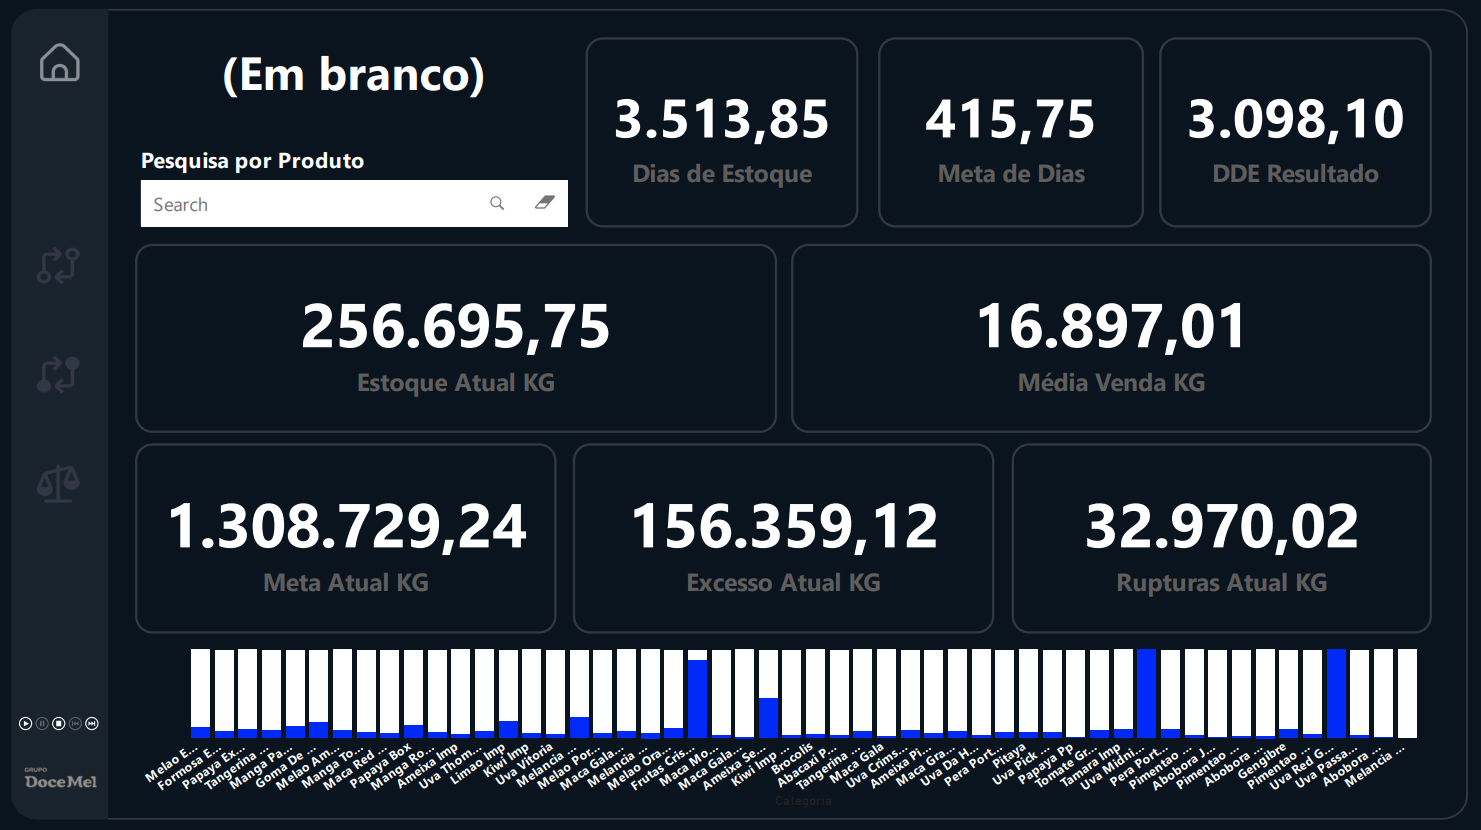 (Em branco)
Pesquisa por Produto
Search
3.513,85
Dias de Estoque
415,75
Meta de Dias
3.098,10
DDE Resultado
256.695,75
Estoque Atual KG
16.897,01
Média Venda KG
1.308.729,24
Meta Atual KG
156.359,12
Excesso Atual KG
32.970,02
Rupturas Atual KG
Melao E...
Formosa E...
Papaya Ex...
Tangerina ...
Manga Pa...
Goma De ...
Melao Am...
Manga To...
Maca Red ...
Papaya Box
Manga Ro...
Ameixa Imp
Uva Thom...
Limao Imp
Kiwi Imp
Uva Vitoria
Melancia ...
Melao Por...
Maca Gala...
Melancia ...
Melao Ora...
Frutas Cris...
Maca Mo...
Maca Gala...
Ameixa Se...
Kiwi Imp ...
Brocolis
Abacaxi P...
Tangerina ...
Maca Gala
Uva Crims...
Ameixa Pi...
Maca Gra...
Uva Da H...
Pera Port...
Pitaya
Uva Pick ...
Papaya Pp
Tomate Gr...
Tamara Imp
Uva Midni...
Pera Port...
Pimentao ...
Abobora J...
Pimentao ...
Abobora ...
Gengibre
Pimentao ...
Uva Red G...
Uva Passa...
Abobora ...
Melancia ...
Categoria
GRUPO
DoceMel